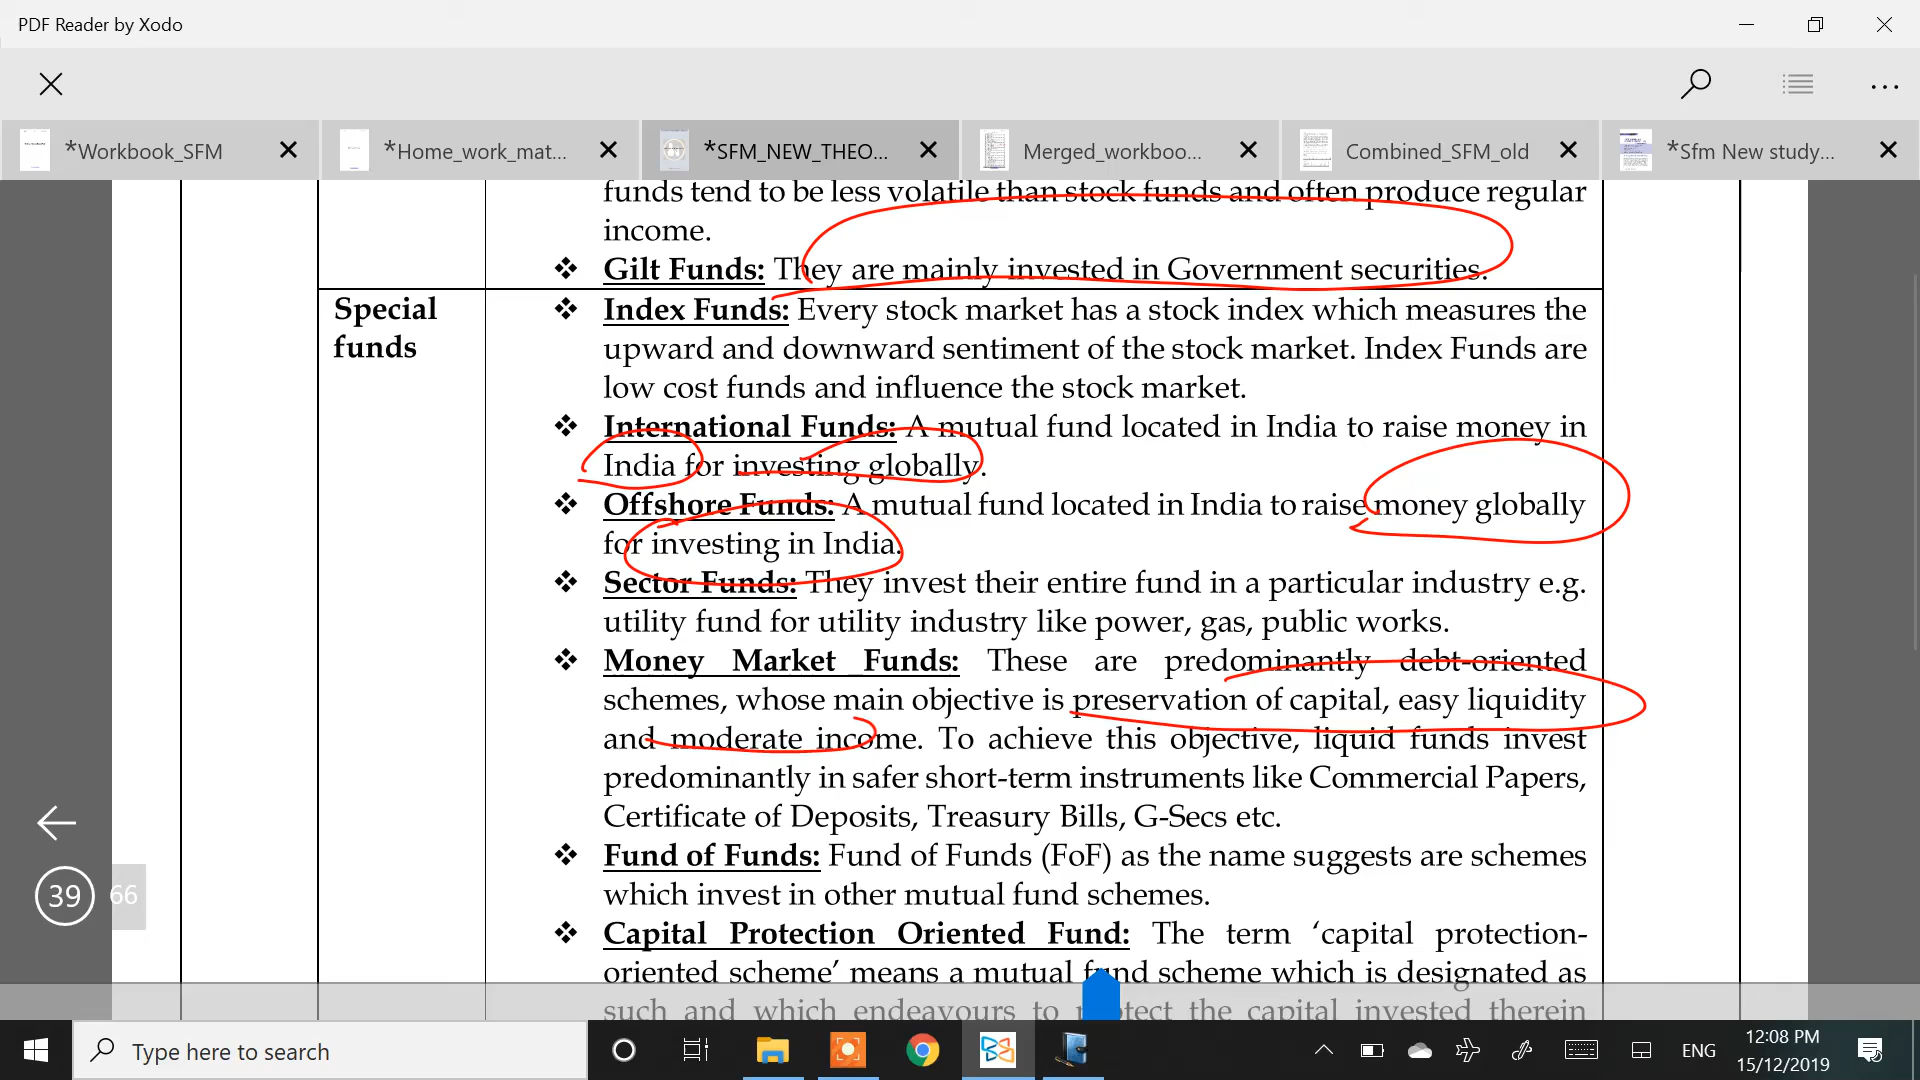 PDF Reader by Xodo
*Workbook_SFM
*Home_work_mat...
*SFM_NEW_THEO...
Merged_workboo...
Combined_SFM_old
*Sfm New study...
funds tend to be less volatile than stock funds and often produce regular
income.
❖ Gilt Funds: They are mainly invested in Government securities.
Special
funds
❖ Index Funds: Every stock market has a stock index which measures the
upward and downward sentiment of the stock market. Index Funds are
low cost funds and influence the stock market.
❖ International Funds: A mutual fund located in India to raise money in
India for investing globally.
❖ Offshore Funds: A mutual fund located in India to raise money globally
for investing in India.
❖ Sector Funds: They invest their entire fund in a particular industry e.g.
utility fund for utility industry like power, gas, public works.
❖ Money Market Funds: These are predominantly debt-oriented
schemes, whose main objective is preservation of capital, easy liquidity
and moderate income. To achieve this objective, liquid funds invest
predominantly in safer short-term instruments like Commercial Papers,
Certificate of Deposits, Treasury Bills, G-Secs etc.
❖ Fund of Funds: Fund of Funds (FoF) as the name suggests are schemes
which invest in other mutual fund schemes.
❖ Capital Protection Oriented Fund: The term ‘capital protection-
oriented scheme’ means a mutual fund scheme which is designated as
such and which endeavours to protect the capital invested therein
39 66
Type here to search
ENG
12:08 PM
15/12/2019